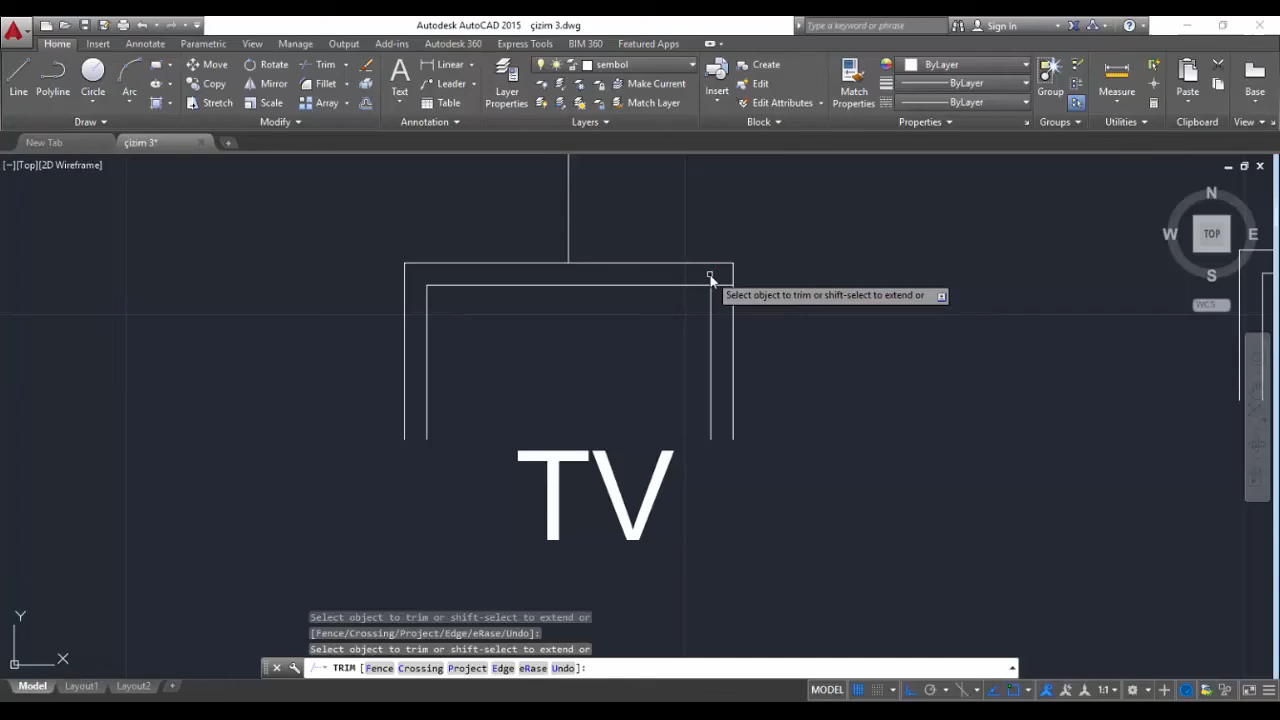 Autodesk AutoCAD 2015 çizim 3.dwg
Type a keyword or phrase
Sign In
Home Insert Annotate Parametric View Manage Output Add-ins Autodesk 360 Express Tools BIM 360 Featured Apps
Line Polyline Circle Arc
Move Rotate Trim
Copy Mirror Fillet
Stretch Scale Array
Text
Linear
Leader
Table
Layer Properties
sembol
Make Current
Match Layer
Insert
Create
Edit
Edit Attributes
Match Properties
ByLayer
ByLayer
ByLayer
Group
Measure
Paste
Base
Draw Modify Annotation Layers Block Properties Groups Utilities Clipboard View
New Tab
çizim 3*
[−][Top][2D Wireframe]
N
W TOP E
S
WCS
Select object to trim or shift-select to extend or
TV
Select object to trim or shift-select to extend or
[Fence/Crossing/Project/Edge/eRase/Undo]:
Select object to trim or shift-select to extend or
TRIM [Fence Crossing Project Edge eRase Undo]:
Y
X
Model Layout1 Layout2
MODEL
1:1